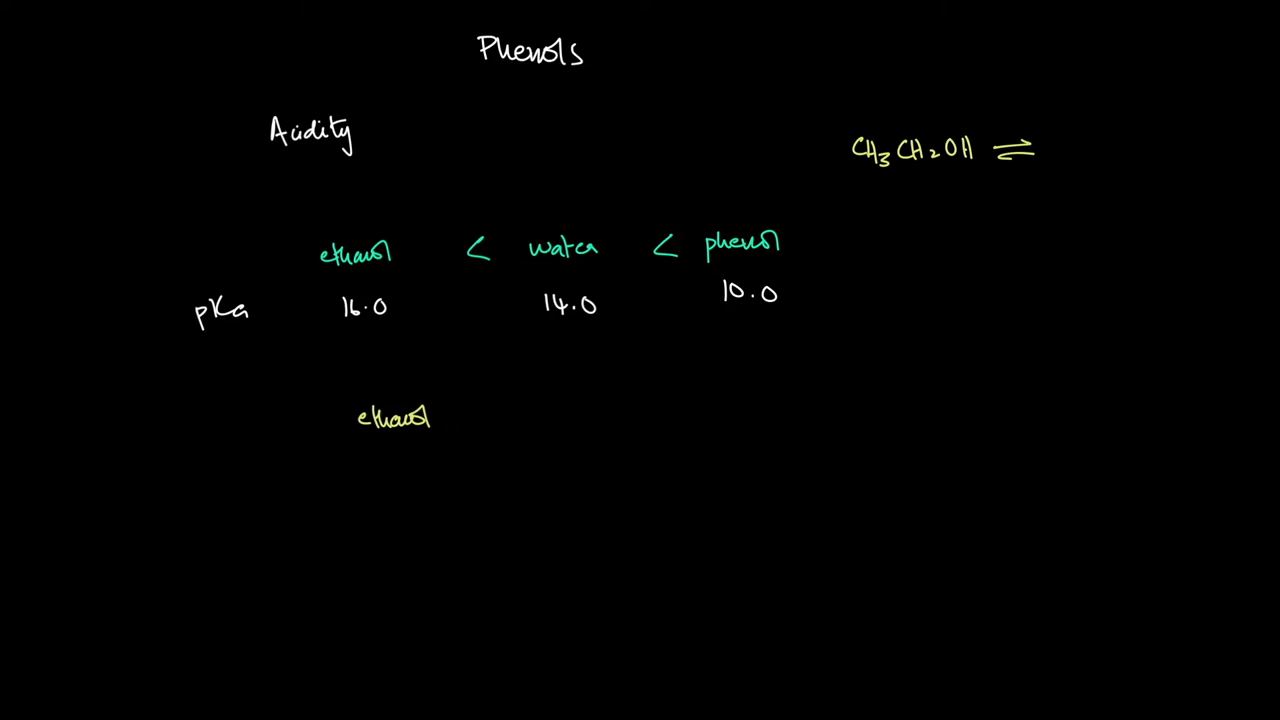 Phenols
Acidity
CH₃CH₂OH ⇌
ethanol < water < phenol
pKa 16.0 14.0 10.0
ethanol